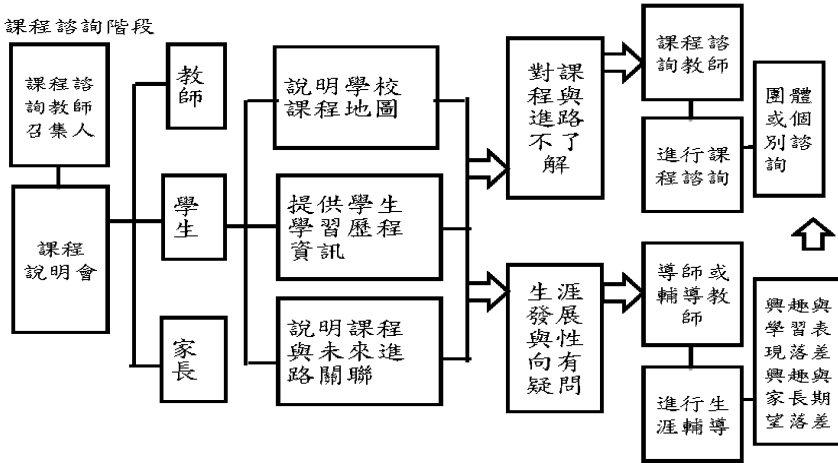 課程諮詢階段
課程諮
詢教師
召集人
課程
說明會
教
師
學
生
家
長
說明學校
課程地圖
提供學生
學習歷程
資訊
說明課程
與未來進
路關聯
對課
程與
進路
不了
解
生涯
發展
與性
向有
疑問
課程諮
詢教師
進行課
程諮詢
團體
或個
別諮
詢
導師或
輔導教
師
進行生
涯輔導
興趣與
學習表
現落差
興趣與
家長期
望落差